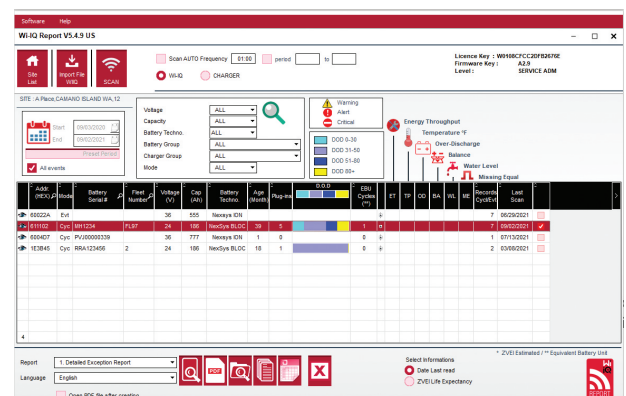 Software Help
Wi-IQ Report V5.4.9 US
Site List
Import File WIIQ
SCAN
Scan AUTO Frequency 01:00 period to
WI-IQ CHARGER
Licence Key : W0108CFCC2DFB2676E
Firmware Key : A2.9
Level : SERVICE ADM
SITE : A Place,CAMANO ISLAND WA,12
Start 09/03/2020
End 09/02/2021
Preset Period
All events
Voltage ALL
Capacity ALL
Battery Techno. ALL
Battery Group ALL
Charger Group ALL
Mode ALL
Warning
Alert
Critical
DOD 0-30
DOD 31-50
DOD 51-80
DOD 80+
Energy Throughput
Temperature °F
Over-Discharge
Balance
Water Level
Missing Equal
Addr. (HEX) Mode Battery Serial # Fleet Number Voltage (V) Cap (Ah) Battery Techno. Age (Month) Plug-ins D.O.D EBU Cycles (**) ET TP OD BA WL ME Records Cycl/Evt Last Scan
60022A Evt 36 555 Nexsys ION 7 06/29/2021
611102 Cyc MH1234 FL97 24 186 NexSys BLOC 39 5 1 7 09/02/2021
6004D7 Cyc PVJ00000339 36 777 Nexsys ION 1 0 0 1 07/13/2021
1E3B45 Cyc RRA123456 2 24 186 NexSys BLOC 18 1 0 2 03/08/2021
4
* ZVEI Estimated / ** Equivalent Battery Unit
Report 1. Detailed Exception Report
Language English
Open PDF file after creation
PDF
X
Select Informations
Date Last read
ZVEI Life Expectancy
Wi iQ
REPORT